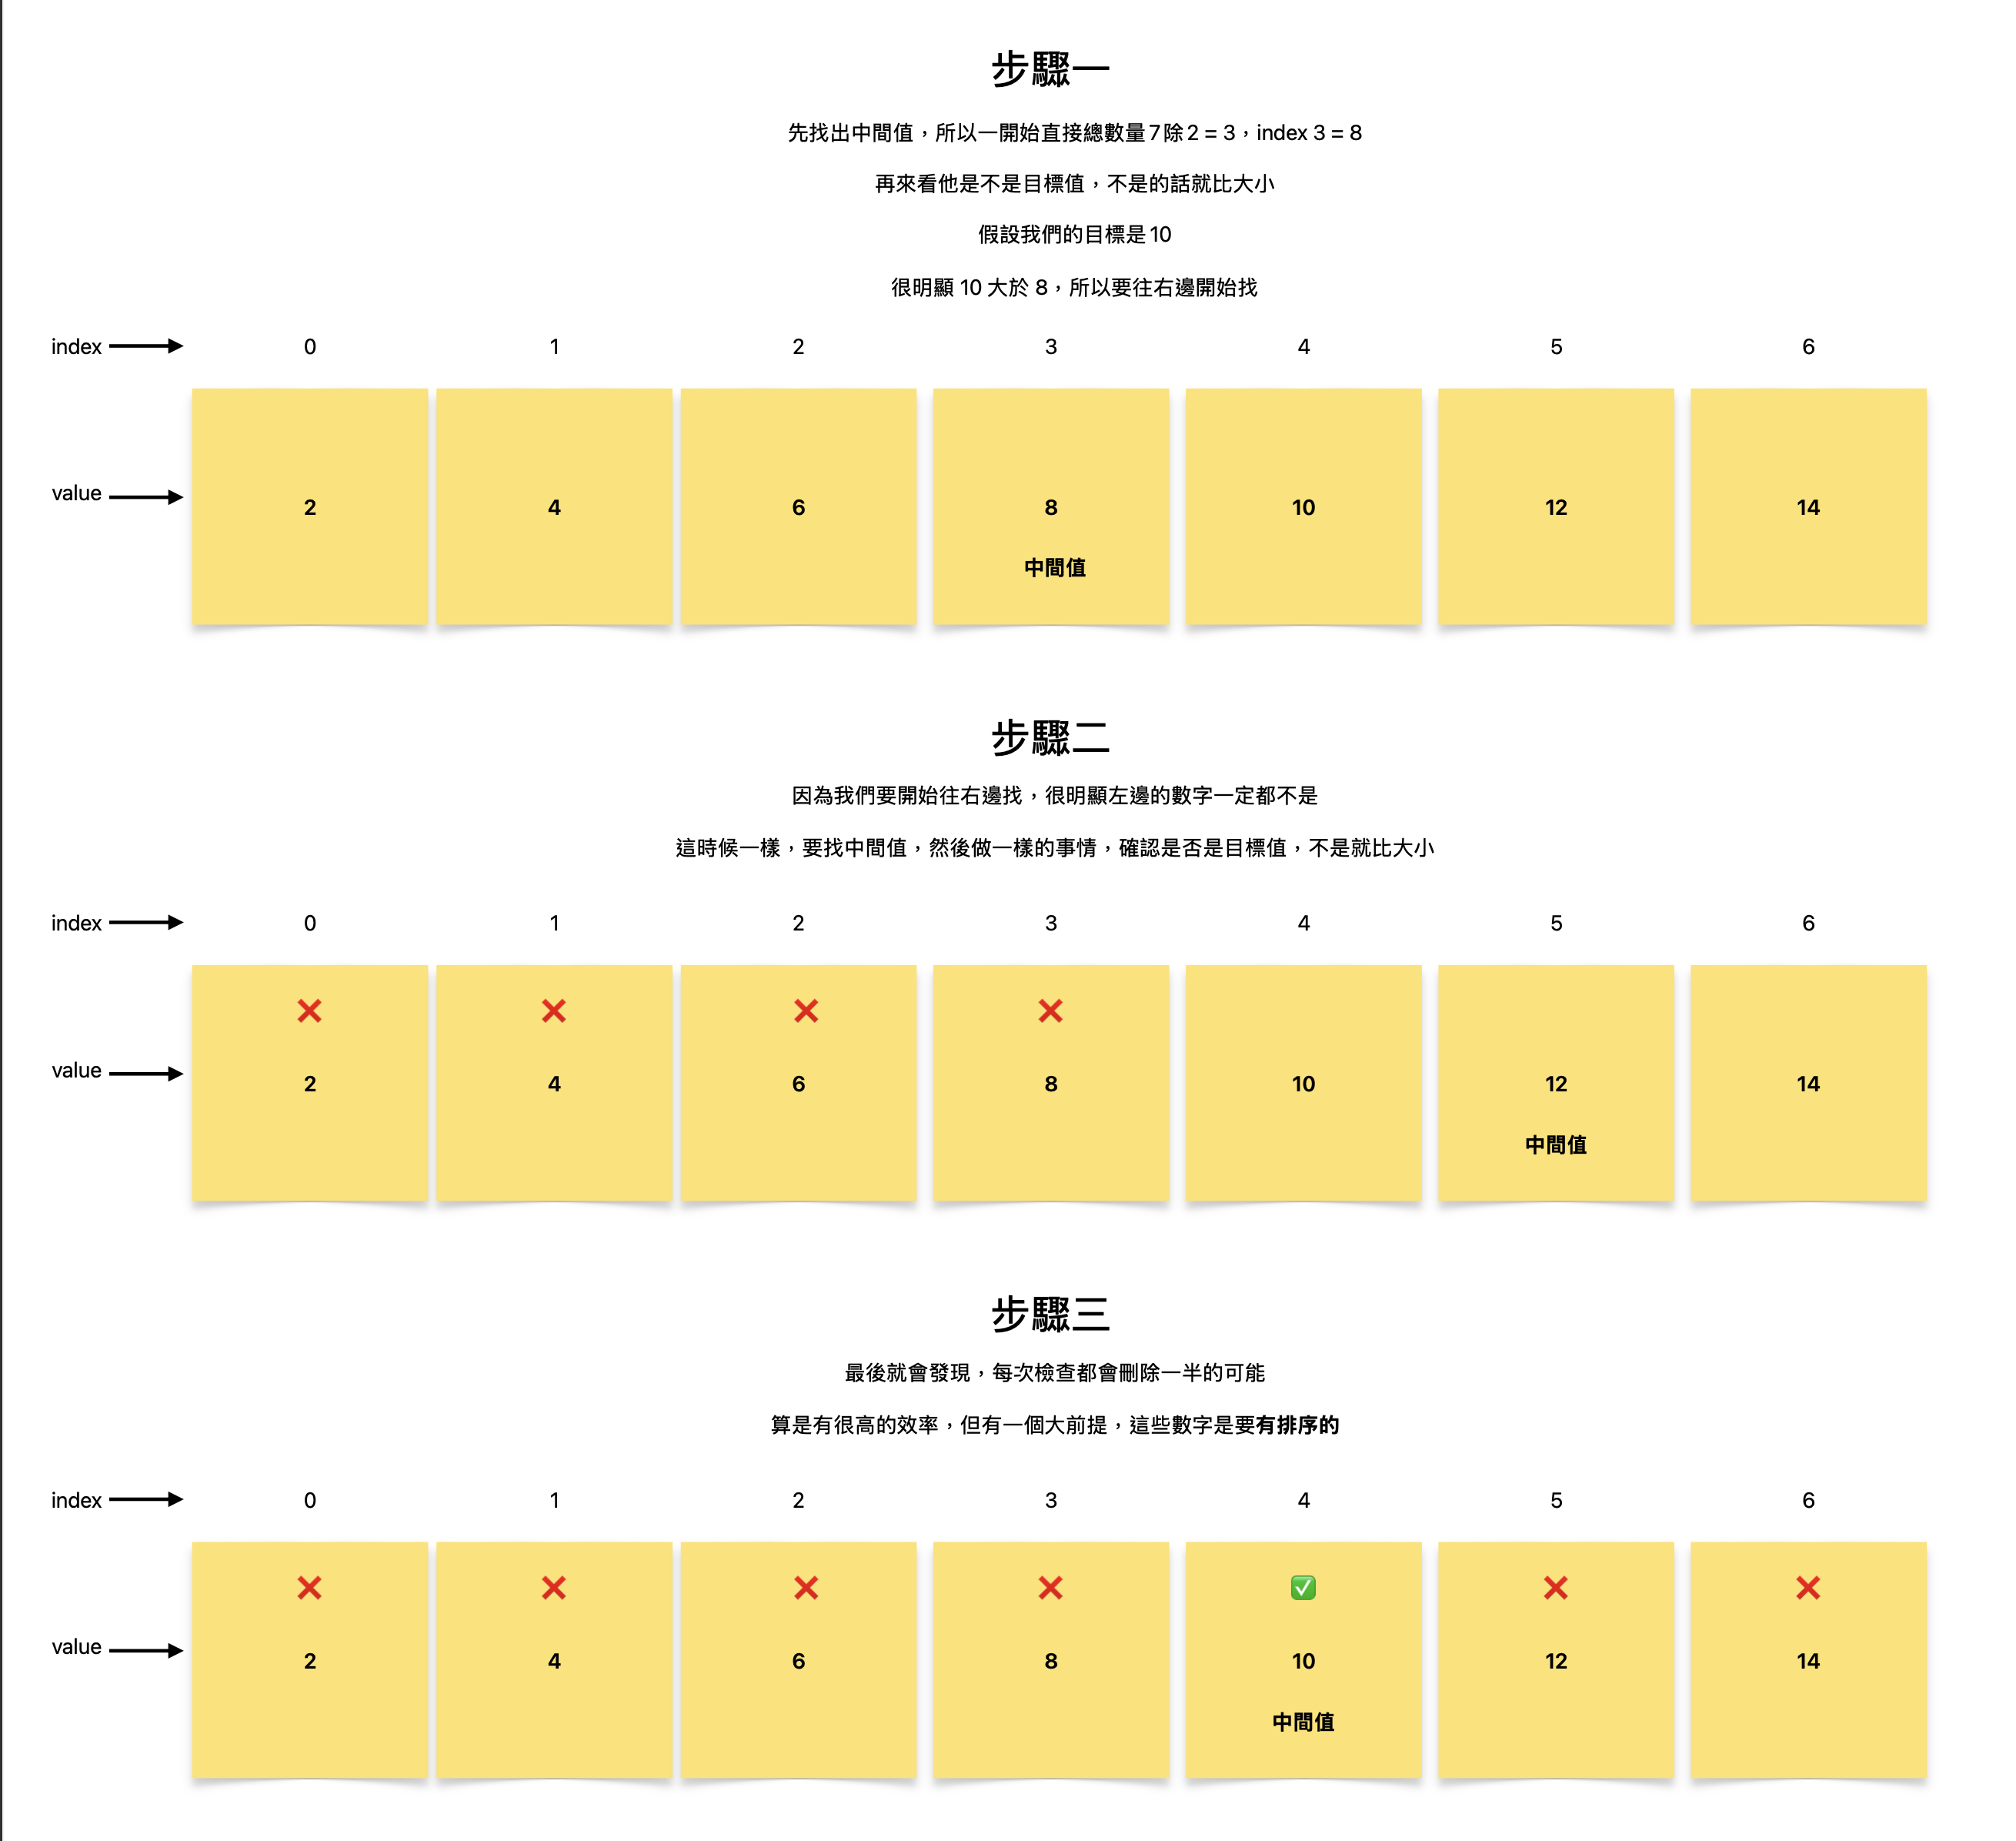 步驟一
先找出中間值，所以一開始直接總數量7除2 = 3，index 3 = 8
再來看他是不是目標值，不是的話就比大小
假設我們的目標是10
很明顯 10 大於 8，所以要往右邊開始找
index 0 1 2 3 4 5 6
value 2 4 6 8 10 12 14
中間值
步驟二
因為我們要開始往右邊找，很明顯左邊的數字一定都不是
這時候一樣，要找中間值，然後做一樣的事情，確認是否是目標值，不是就比大小
index 0 1 2 3 4 5 6
value 2 4 6 8 10 12 14
中間值
步驟三
最後就會發現，每次檢查都會刪除一半的可能
算是有很高的效率，但有一個大前提，這些數字是要有排序的
index 0 1 2 3 4 5 6
value 2 4 6 8 10 12 14
中間值